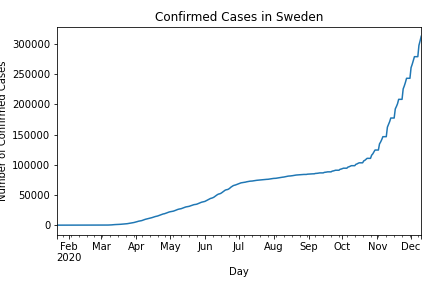 Confirmed Cases in Sweden
Number of Confirmed Cases
300000
250000
200000
150000
100000
50000
0
Feb Mar Apr May Jun Jul Aug Sep Oct Nov Dec
2020
Day